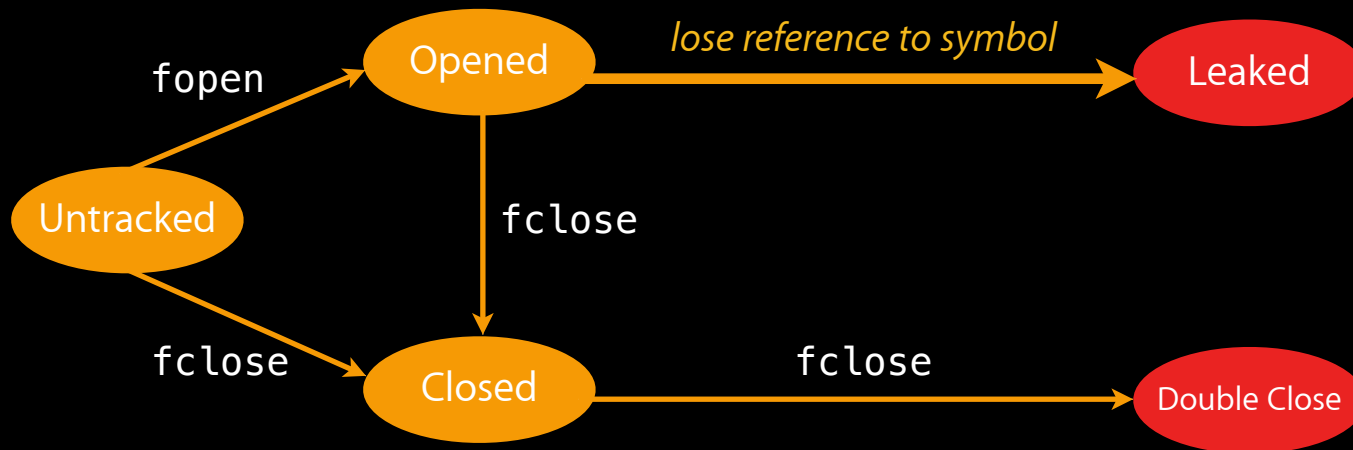 lose reference to symbol
Opened
Leaked
fopen
Untracked
fclose
fclose
fclose
Closed
Double Close